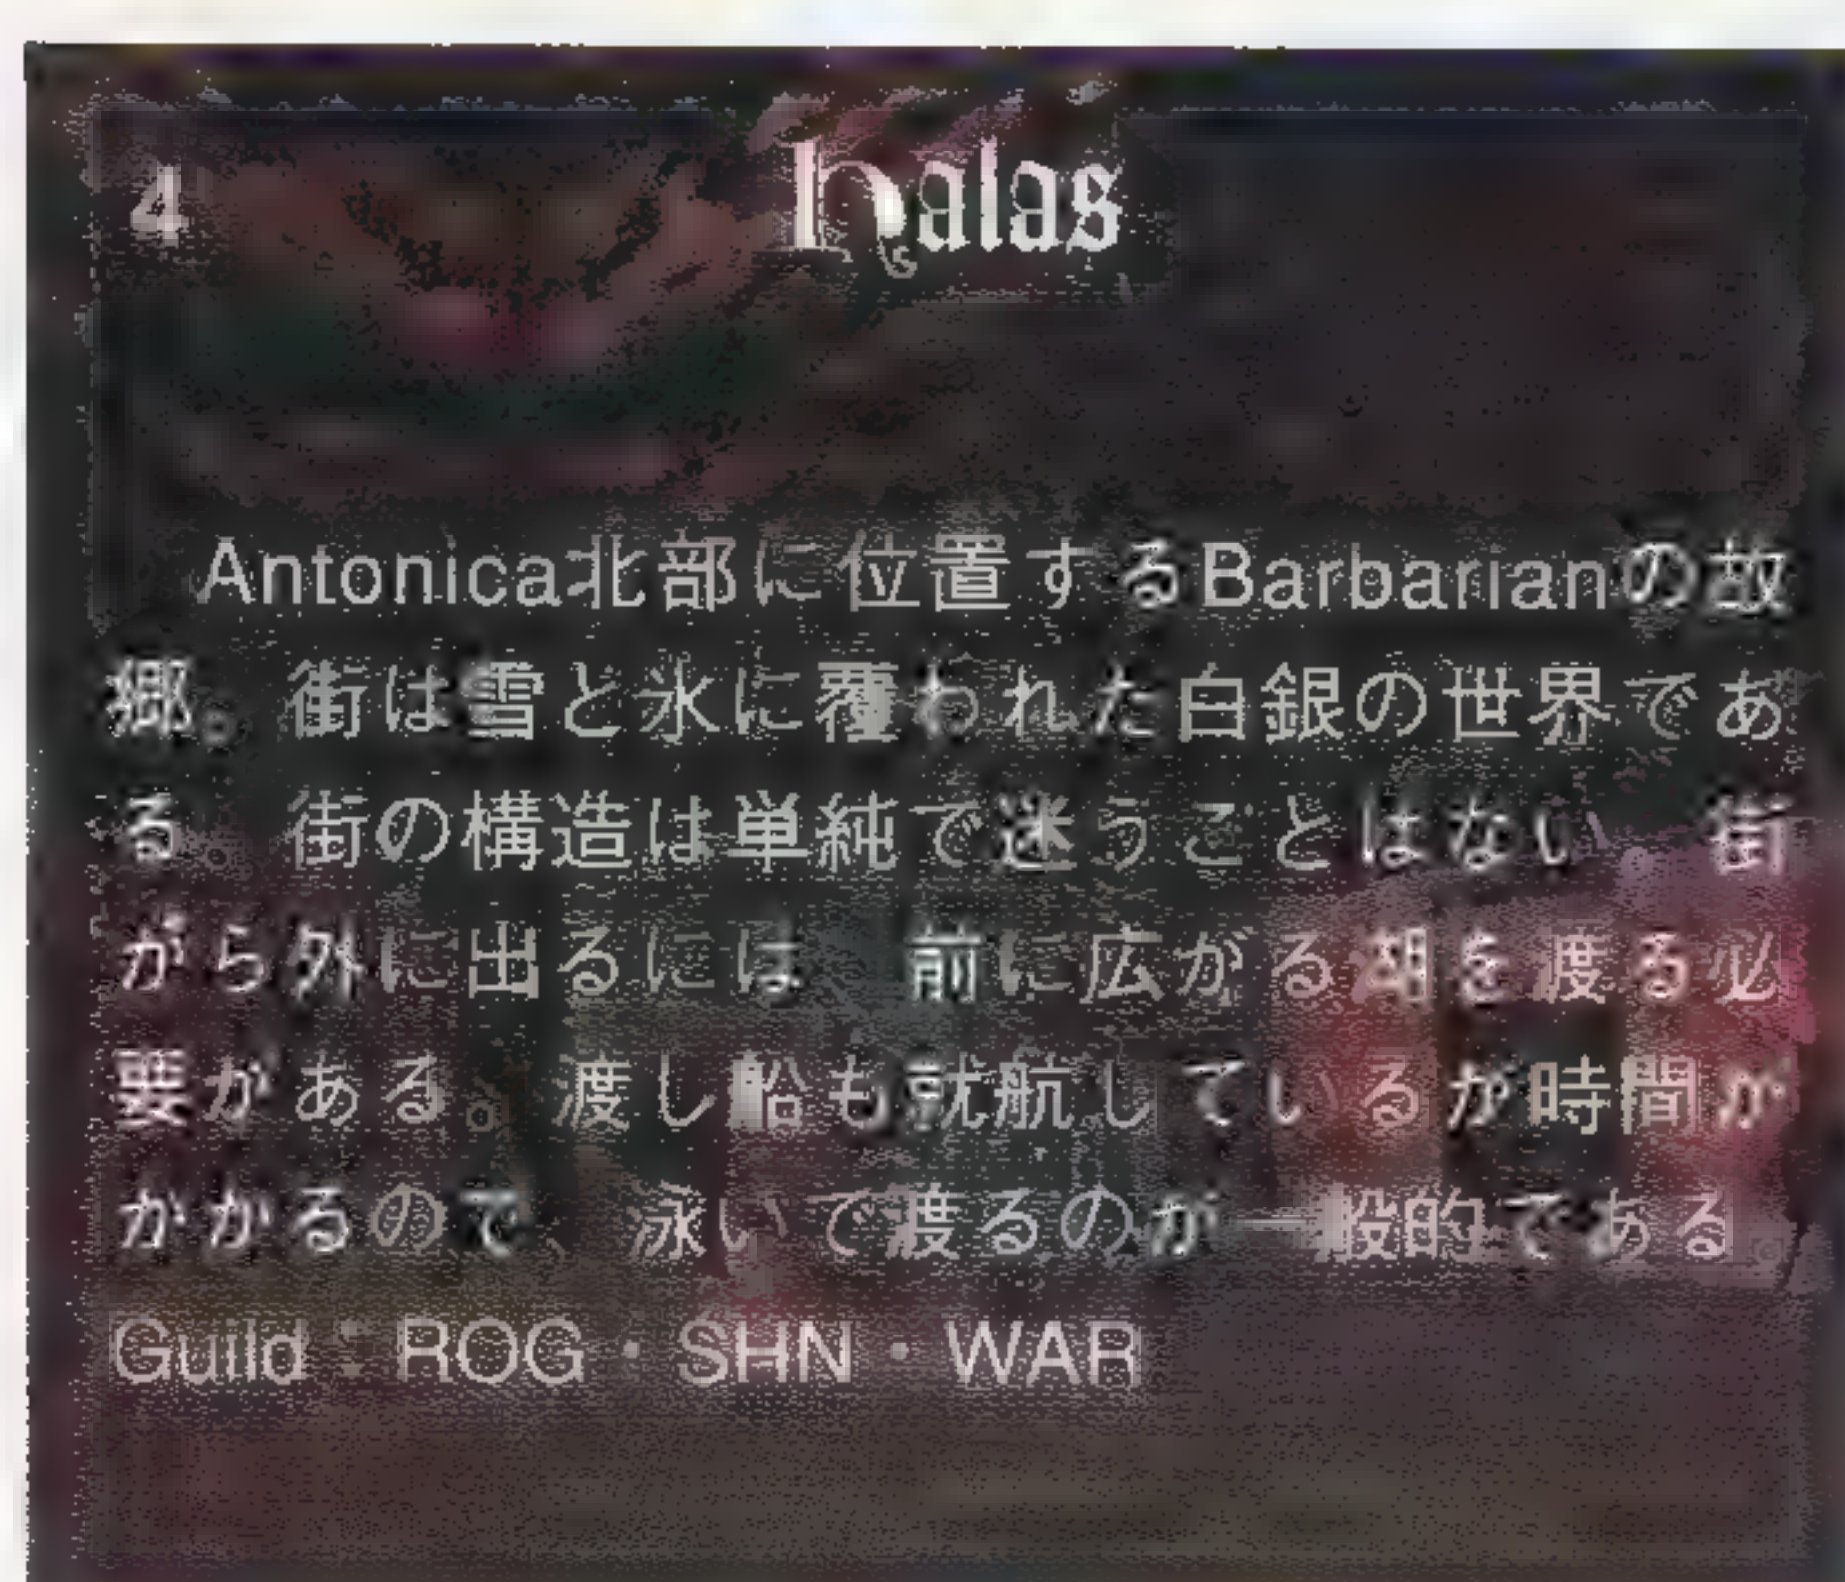 4
Halas
Antonica北部に位置するBarbarianの故
郷。街は雪と氷に覆われた白銀の世界であ
る。街の構造は単純で迷うことはない。街
から外に出るには、前に広がる湖を渡る必
要がある。渡し船も就航しているが時間が
かかるので、泳いで渡るのが一般的である。
Guild：ROG・SHN・WAR